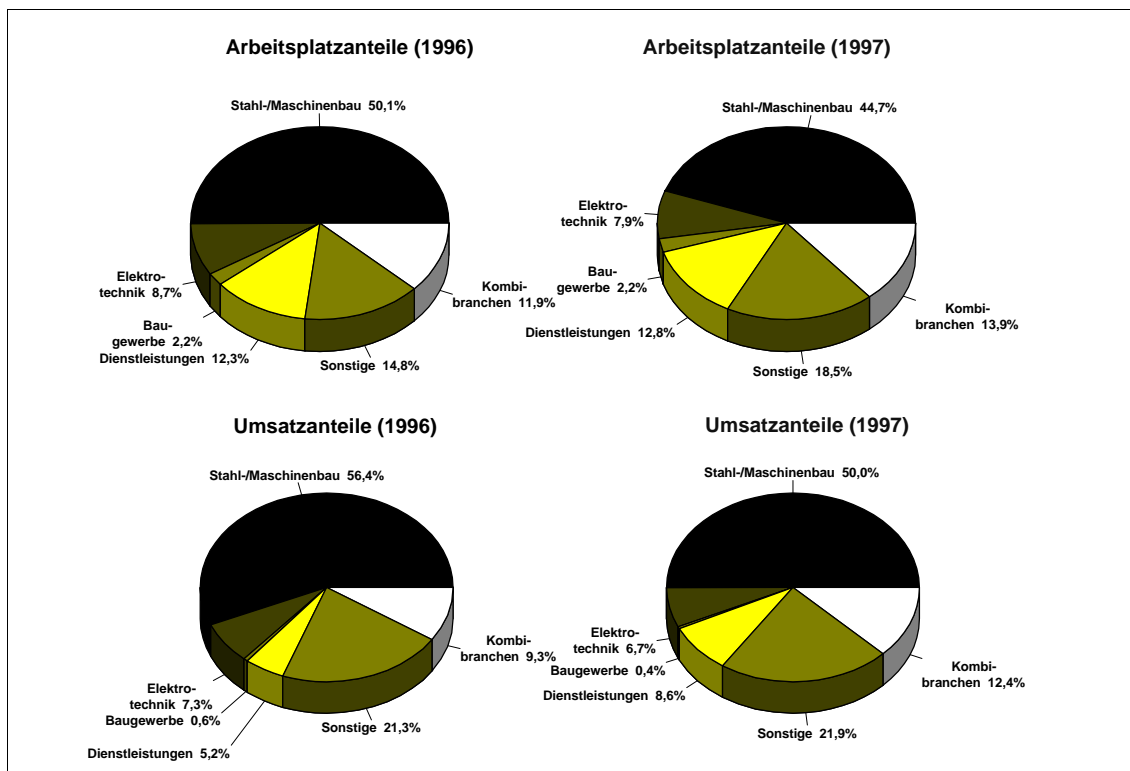 Arbeitsplatzanteile (1996)
Stahl-/Maschinenbau 50,1%
Elektro-
technik 8,7%
Bau-
gewerbe 2,2%
Dienstleistungen 12,3%
Sonstige 14,8%
Kombi-
branchen 11,9%
Arbeitsplatzanteile (1997)
Stahl-/Maschinenbau 44,7%
Elektro-
technik 7,9%
Bau-
gewerbe 2,2%
Dienstleistungen 12,8%
Sonstige 18,5%
Kombi-
branchen 13,9%
Umsatzanteile (1996)
Stahl-/Maschinenbau 56,4%
Elektro-
technik 7,3%
Baugewerbe 0,6%
Dienstleistungen 5,2%
Sonstige 21,3%
Kombi-
branchen 9,3%
Umsatzanteile (1997)
Stahl-/Maschinenbau 50,0%
Elektro-
technik 6,7%
Baugewerbe 0,4%
Dienstleistungen 8,6%
Sonstige 21,9%
Kombi-
branchen 12,4%